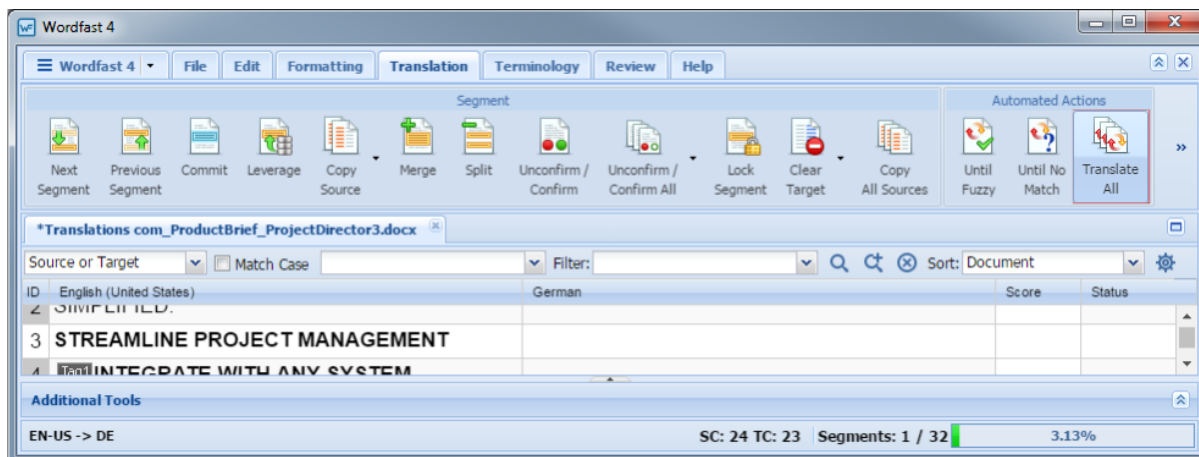 Wordfast 4
Wordfast 4 File Edit Formatting Translation Terminology Review Help
Segment Automated Actions
Next Segment
Previous Segment
Commit
Leverage
Copy Source
Merge
Split
Unconfirm / Confirm
Unconfirm / Confirm All
Lock Segment
Clear Target
Copy All Sources
Until Fuzzy
Until No Match
Translate All
*Translations com_ProductBrief_ProjectDirector3.docx
Source or Target Match Case Filter: Sort: Document
ID English (United States) German Score Status
2 SIMPLIFIED.
3 STREAMLINE PROJECT MANAGEMENT
4 Tag1 INTEGRATE WITH ANY SYSTEM
Additional Tools
EN-US -> DE SC: 24 TC: 23 Segments: 1 / 32 3.13%